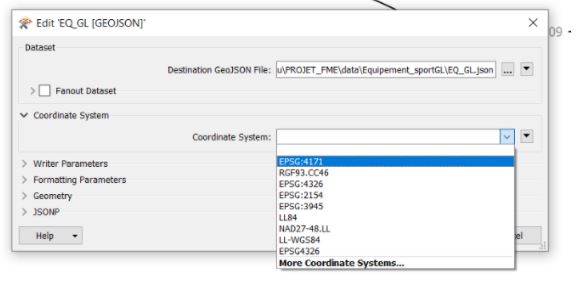 Edit 'EQ_GL [GEOJSON]'
09
Dataset
Destination GeoJSON File: u\PROJET_FME\data\Equipement_sportGL\EQ_GL.json ...
Fanout Dataset
Coordinate System
Coordinate System:
EPSG:4171
Writer Parameters
RGF93.CC46
Formatting Parameters
EPSG:4326
EPSG:2154
Geometry
EPSG:3945
JSONP
LL84
NAD27-48.LL
Help
LL-WGS84
EPSG4326
More Coordinate Systems...